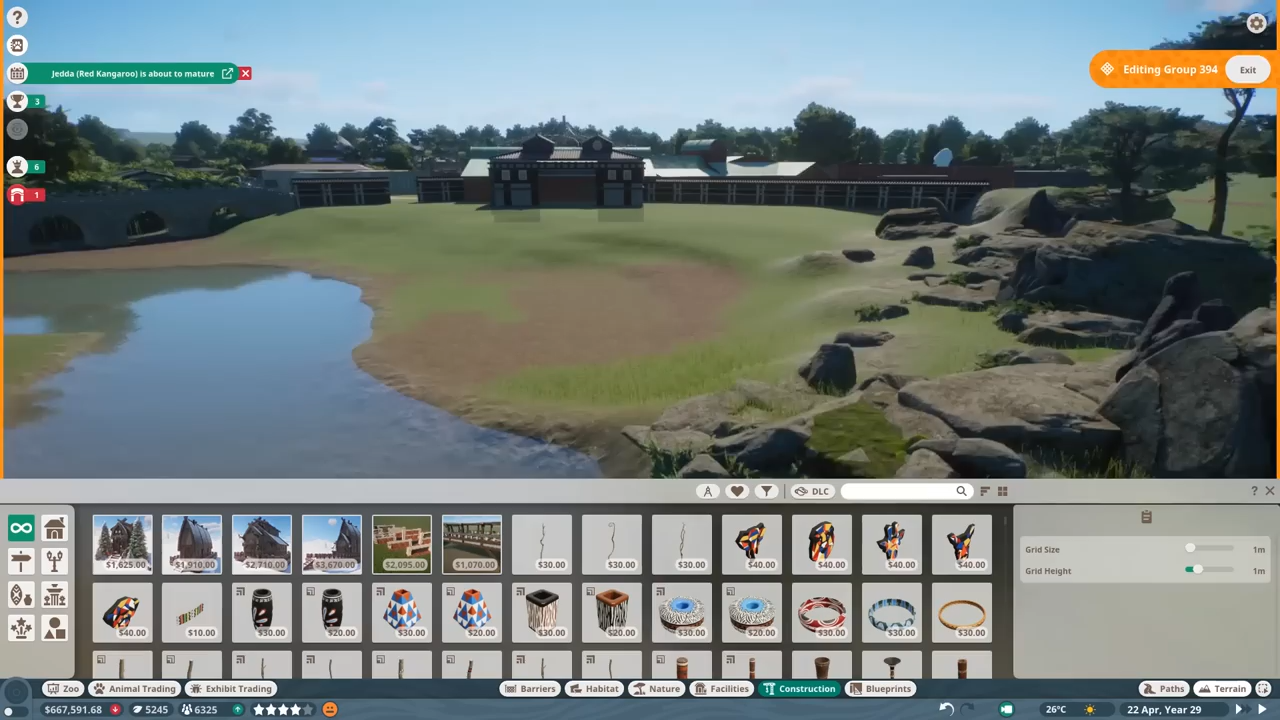 ?
Jedda (Red Kangaroo) is about to mature
3
6
1
Editing Group 394
Exit
DLC
?
$1,625.00
$1,910.00
$2,710.00
$3,670.00
$2,095.00
$1,070.00
$30.00
$30.00
$30.00
$40.00
$40.00
$40.00
$40.00
$40.00
$10.00
$30.00
$20.00
$30.00
$20.00
$30.00
$20.00
$30.00
$20.00
$30.00
$30.00
$30.00
Grid Size
1m
Grid Height
1m
Zoo
Animal Trading
Exhibit Trading
Barriers
Habitat
Nature
Facilities
Construction
Blueprints
Paths
Terrain
$667,591.68
5245
6325
26°C
22 Apr, Year 29